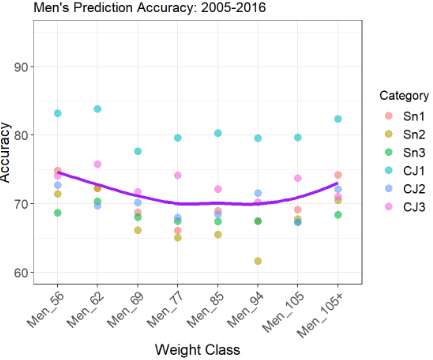 Men's Prediction Accuracy: 2005-2016
90
80
70
60
Accuracy
Men_56
Men_62
Men_69
Men_77
Men_85
Men_94
Men_105
Men_105+
Weight Class
Category
Sn1
Sn2
Sn3
CJ1
CJ2
CJ3